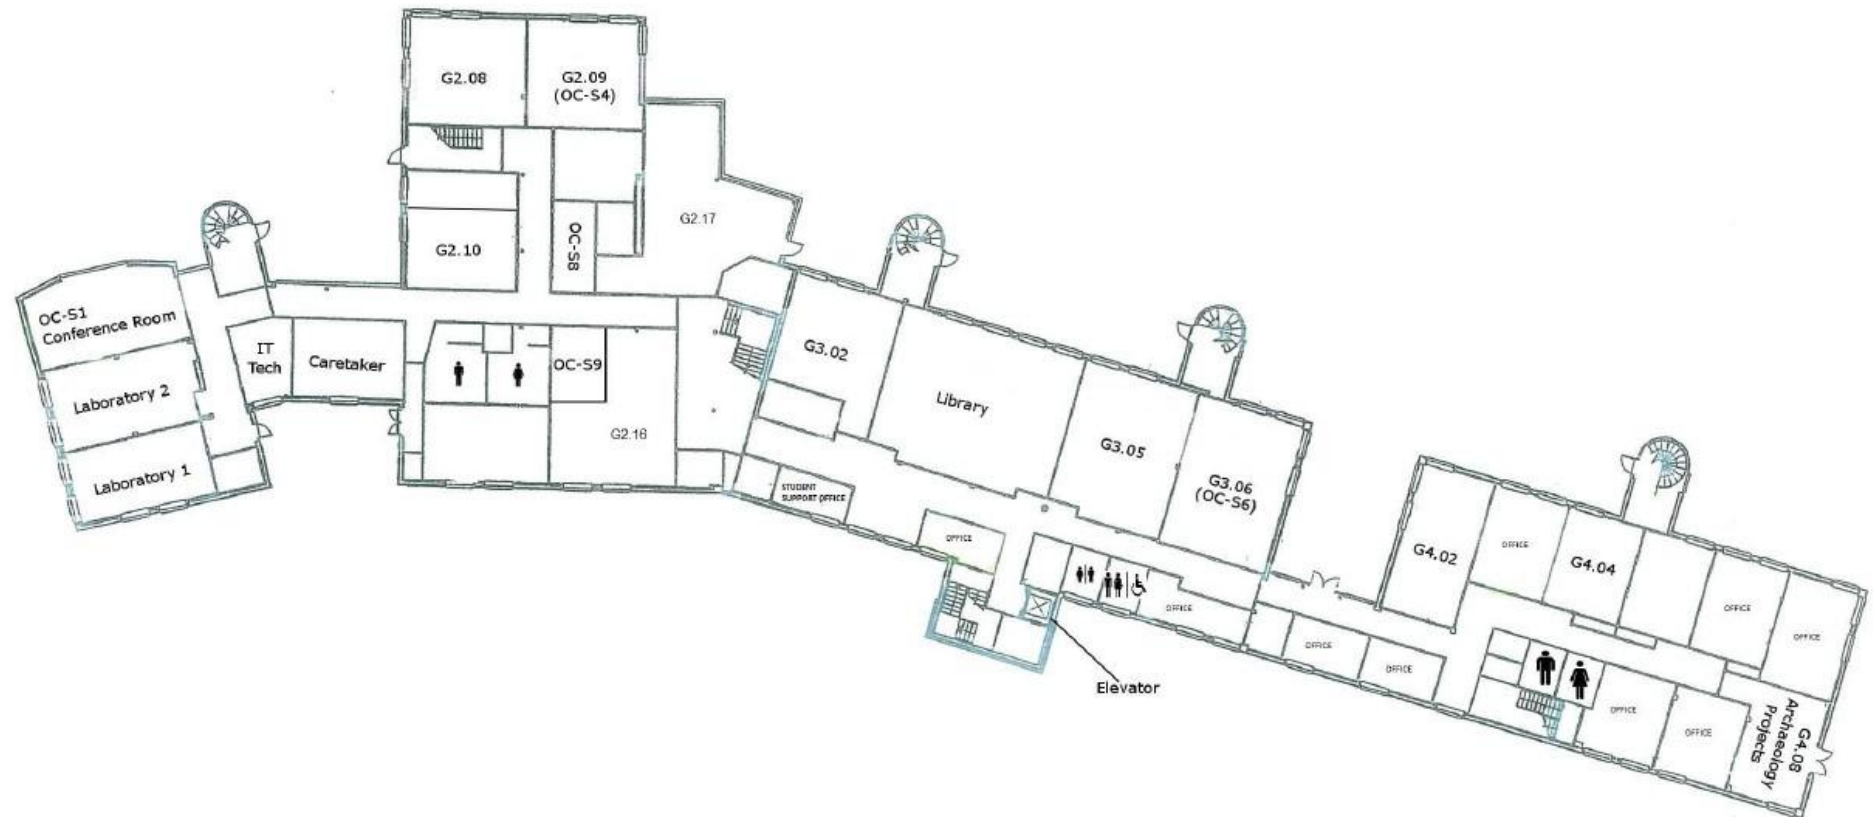 G2.08
G2.09
(OC-S4)
G2.17
G2.10
OC-S8
OC-S1
Conference Room
IT
Tech
Caretaker
Laboratory 2
Laboratory 1
OC-S9
G2.16
G3.02
Library
G3.05
G3.06
(OC-S6)
STUDENT
SUPPORT OFFICE
OFFICE
OFFICE
Elevator
G4.02
OFFICE
G4.04
OFFICE
OFFICE
OFFICE
OFFICE
OFFICE
OFFICE
G4.08
Archaeology
Projects